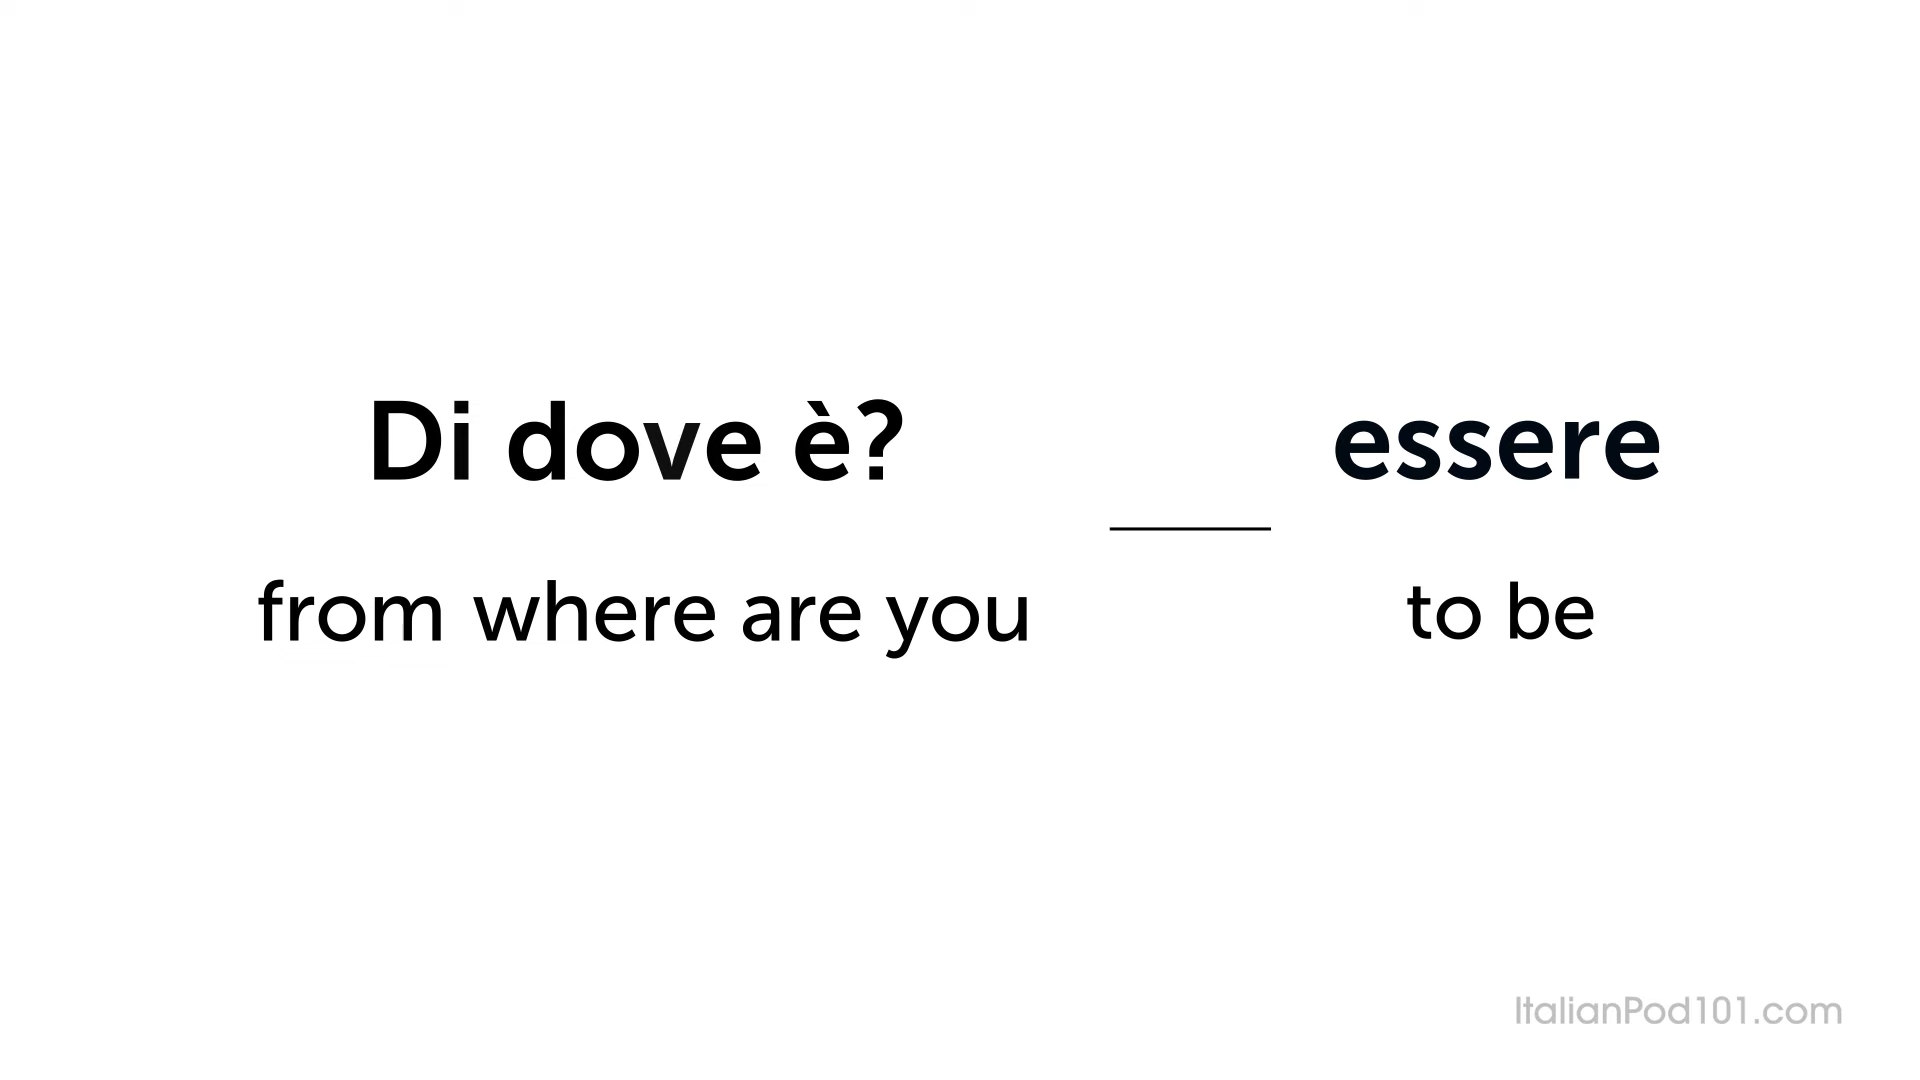 Di dove è?
essere
from where are you
to be
ItalianPod101.com